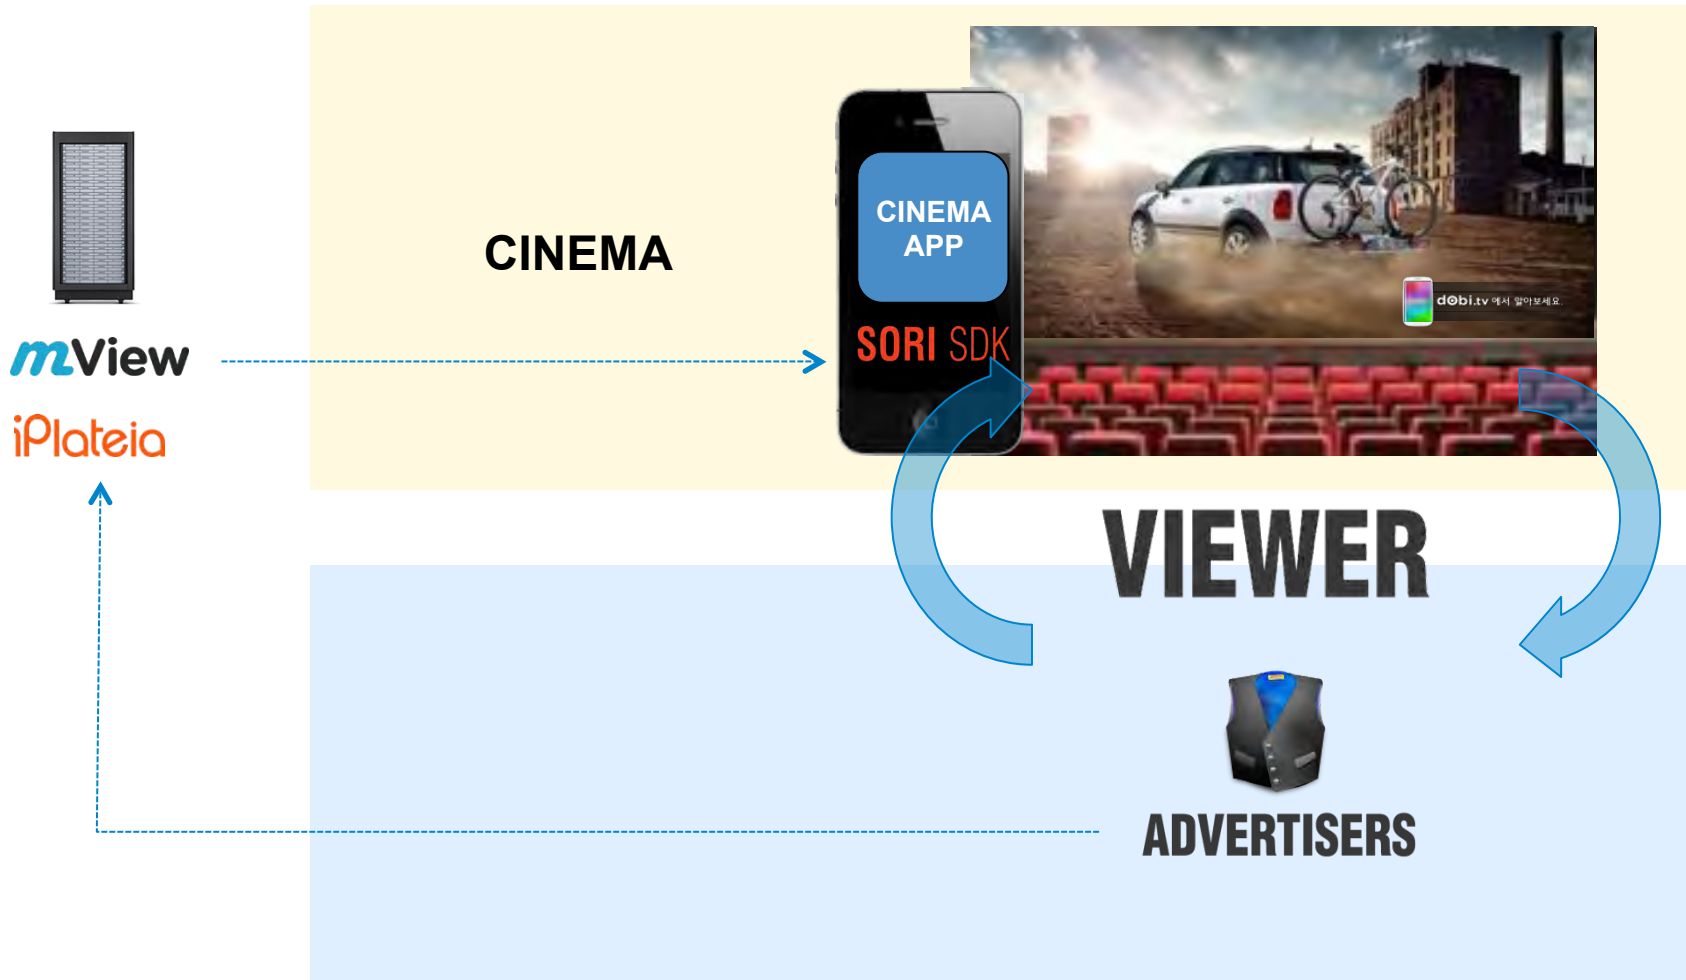 CINEMA
APP
SORI SDK
CINEMA
dobi.tv 에서 알아보세요.
mView
iPlateia
VIEWER
ADVERTISERS